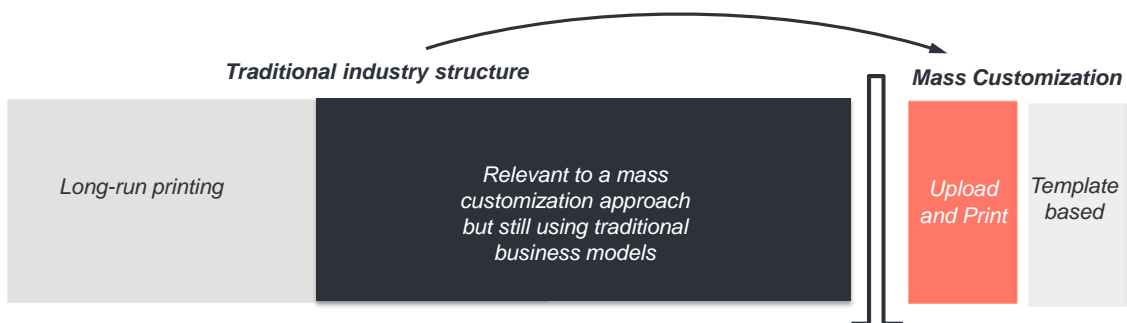 Traditional industry structure
Mass Customization
Long-run printing
Relevant to a mass
customization approach
but still using traditional
business models
Upload
and Print
Template
based